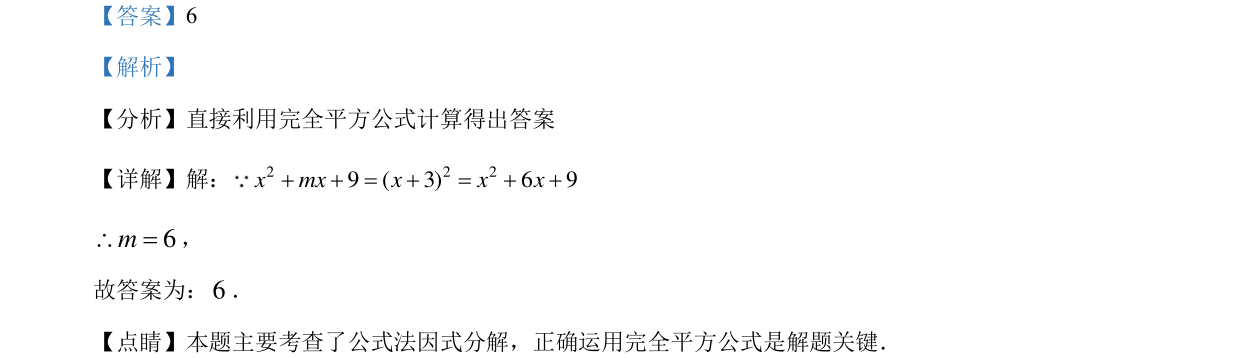 【答案】6
【解析】
【分析】直接利用完全平方公式计算得出答案
【详解】解：∵x²+mx+9=(x+3)²=x²+6x+9
∴m=6，
故答案为：6．
【点睛】本题主要考查了公式法因式分解，正确运用完全平方公式是解题关键．